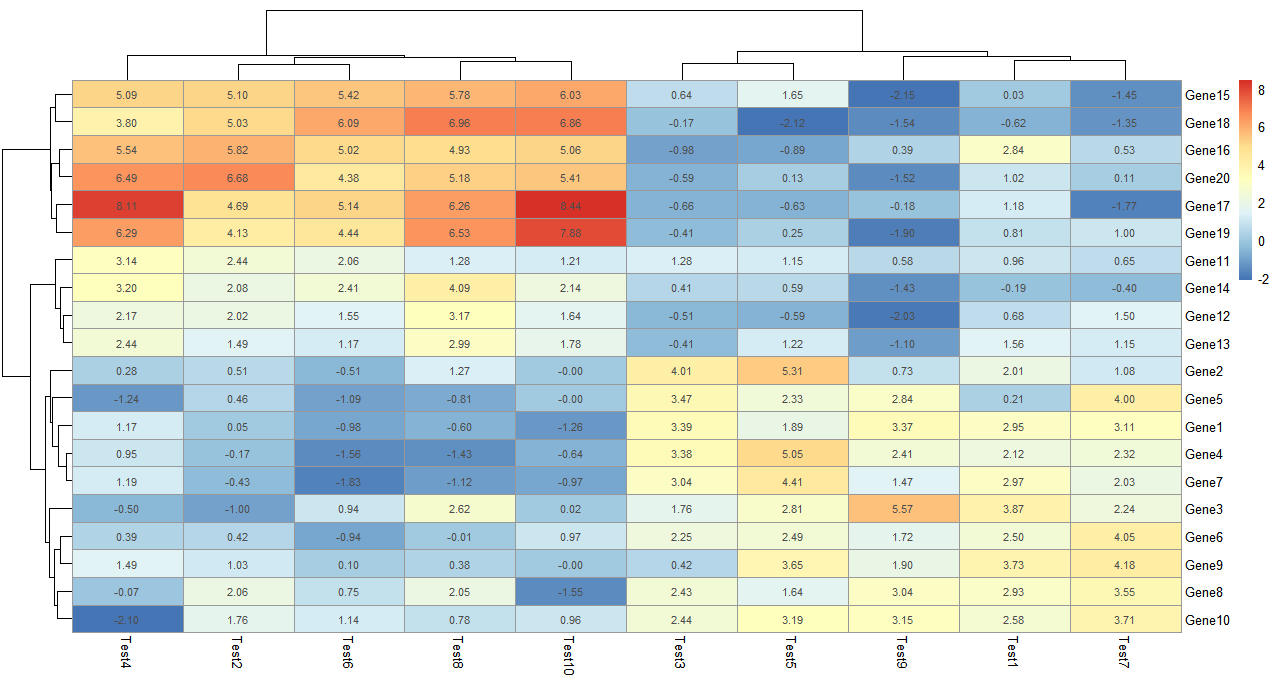 5.09 5.10 5.42 5.78 6.03 0.64 1.65 -2.15 0.03 -1.45 Gene15
3.80 5.03 6.09 6.96 6.86 -0.17 -2.12 -1.54 -0.62 -1.35 Gene18
5.54 5.82 5.02 4.93 5.06 -0.98 -0.89 0.39 2.84 0.53 Gene16
6.49 6.68 4.38 5.18 5.41 -0.59 0.13 -1.52 1.02 0.11 Gene20
8.11 4.69 5.14 6.26 8.44 -0.66 -0.63 -0.18 1.18 -1.77 Gene17
6.29 4.13 4.44 6.53 7.88 -0.41 0.25 -1.90 0.81 1.00 Gene19
3.14 2.44 2.06 1.28 1.21 1.28 1.15 0.58 0.96 0.65 Gene11
3.20 2.08 2.41 4.09 2.14 0.41 0.59 -1.43 -0.19 -0.40 Gene14
2.17 2.02 1.55 3.17 1.64 -0.51 -0.59 -2.03 0.68 1.50 Gene12
2.44 1.49 1.17 2.99 1.78 -0.41 1.22 -1.10 1.56 1.15 Gene13
0.28 0.51 -0.51 1.27 -0.00 4.01 5.31 0.73 2.01 1.08 Gene2
-1.24 0.46 -1.09 -0.81 -0.00 3.47 2.33 2.84 0.21 4.00 Gene5
1.17 0.05 -0.98 -0.60 -1.26 3.39 1.89 3.37 2.95 3.11 Gene1
0.95 -0.17 -1.56 -1.43 -0.64 3.38 5.05 2.41 2.12 2.32 Gene4
1.19 -0.43 -1.83 -1.12 -0.97 3.04 4.41 1.47 2.97 2.03 Gene7
-0.50 -1.00 0.94 2.62 0.02 1.76 2.81 5.57 3.87 2.24 Gene3
0.39 0.42 -0.94 -0.01 0.97 2.25 2.49 1.72 2.50 4.05 Gene6
1.49 1.03 0.10 0.38 -0.00 0.42 3.65 1.90 3.73 4.18 Gene9
-0.07 2.06 0.75 2.05 -1.55 2.43 1.64 3.04 2.93 3.55 Gene8
-2.10 1.76 1.14 0.78 0.96 2.44 3.19 3.15 2.58 3.71 Gene10
Test4 Test2 Test6 Test8 Test10 Test3 Test5 Test9 Test1 Test7
8
6
4
2
0
-2